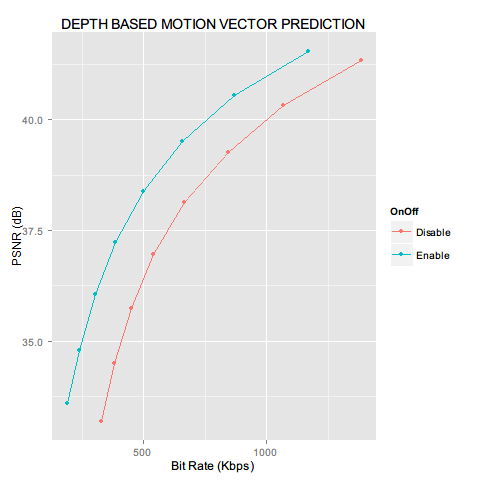 DEPTH BASED MOTION VECTOR PREDICTION
40.0
37.5
35.0
PSNR (dB)
500
1000
Bit Rate (Kbps)
OnOff
Disable
Enable